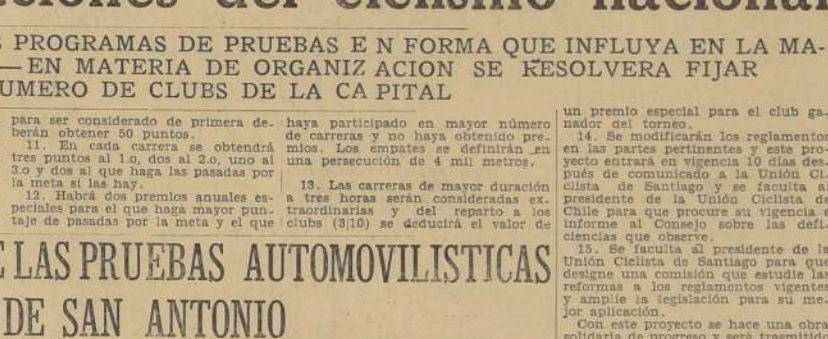 del ciclismo nacional
PROGRAMAS DE PRUEBAS E N FORMA QUE INFLUYA EN LA MA-
— EN MATERIA DE ORGANIZ ACION SE RESOLVERA FIJAR
UMERO DE CLUBS DE LA CA PITAL
para ser considerado de primera de-
berán obtener 50 puntos.
11. En cada carrera se obtendrá
tres puntos al 1.o, dos al 2.o, uno al
3.o y dos al que haga las pasadas por
la meta si las hay.
12. Habrá dos premios anuales es-
peciales para el que haga mayor pun-
taje de pasadas por la meta y el que
haya participado en mayor número
de carreras y no haya obtenido pre-
mios. Los empates se definirán en
una persecución de 4 mil metros.
13. Las carreras de mayor duración
a tres horas serán consideradas ex-
traordinarias y del reparto a los
clubs (3|10) se deducirá el valor de
un premio especial para el club ga-
nador del torneo.
14. Se modificarán los reglamentos
en las partes pertinentes y este pro-
yecto entrará en vigencia 10 días des-
pués de comunicado a la Unión Ci-
clista de Santiago y se faculta al
presidente de la Unión Ciclista de
Chile para que procure su vigencia e
informe al Consejo sobre las defi-
ciencias que observe.
15. Se faculta al presidente de la
Unión Ciclista de Santiago para que
designe una comisión que estudie las
reformas a los reglamentos vigentes
y amplíe la legislación para su me-
jor aplicación.
Con este proyecto se hace una obra
solidaria de progreso y será trasmitido
LAS PRUEBAS AUTOMOVILISTICAS
DE SAN ANTONIO